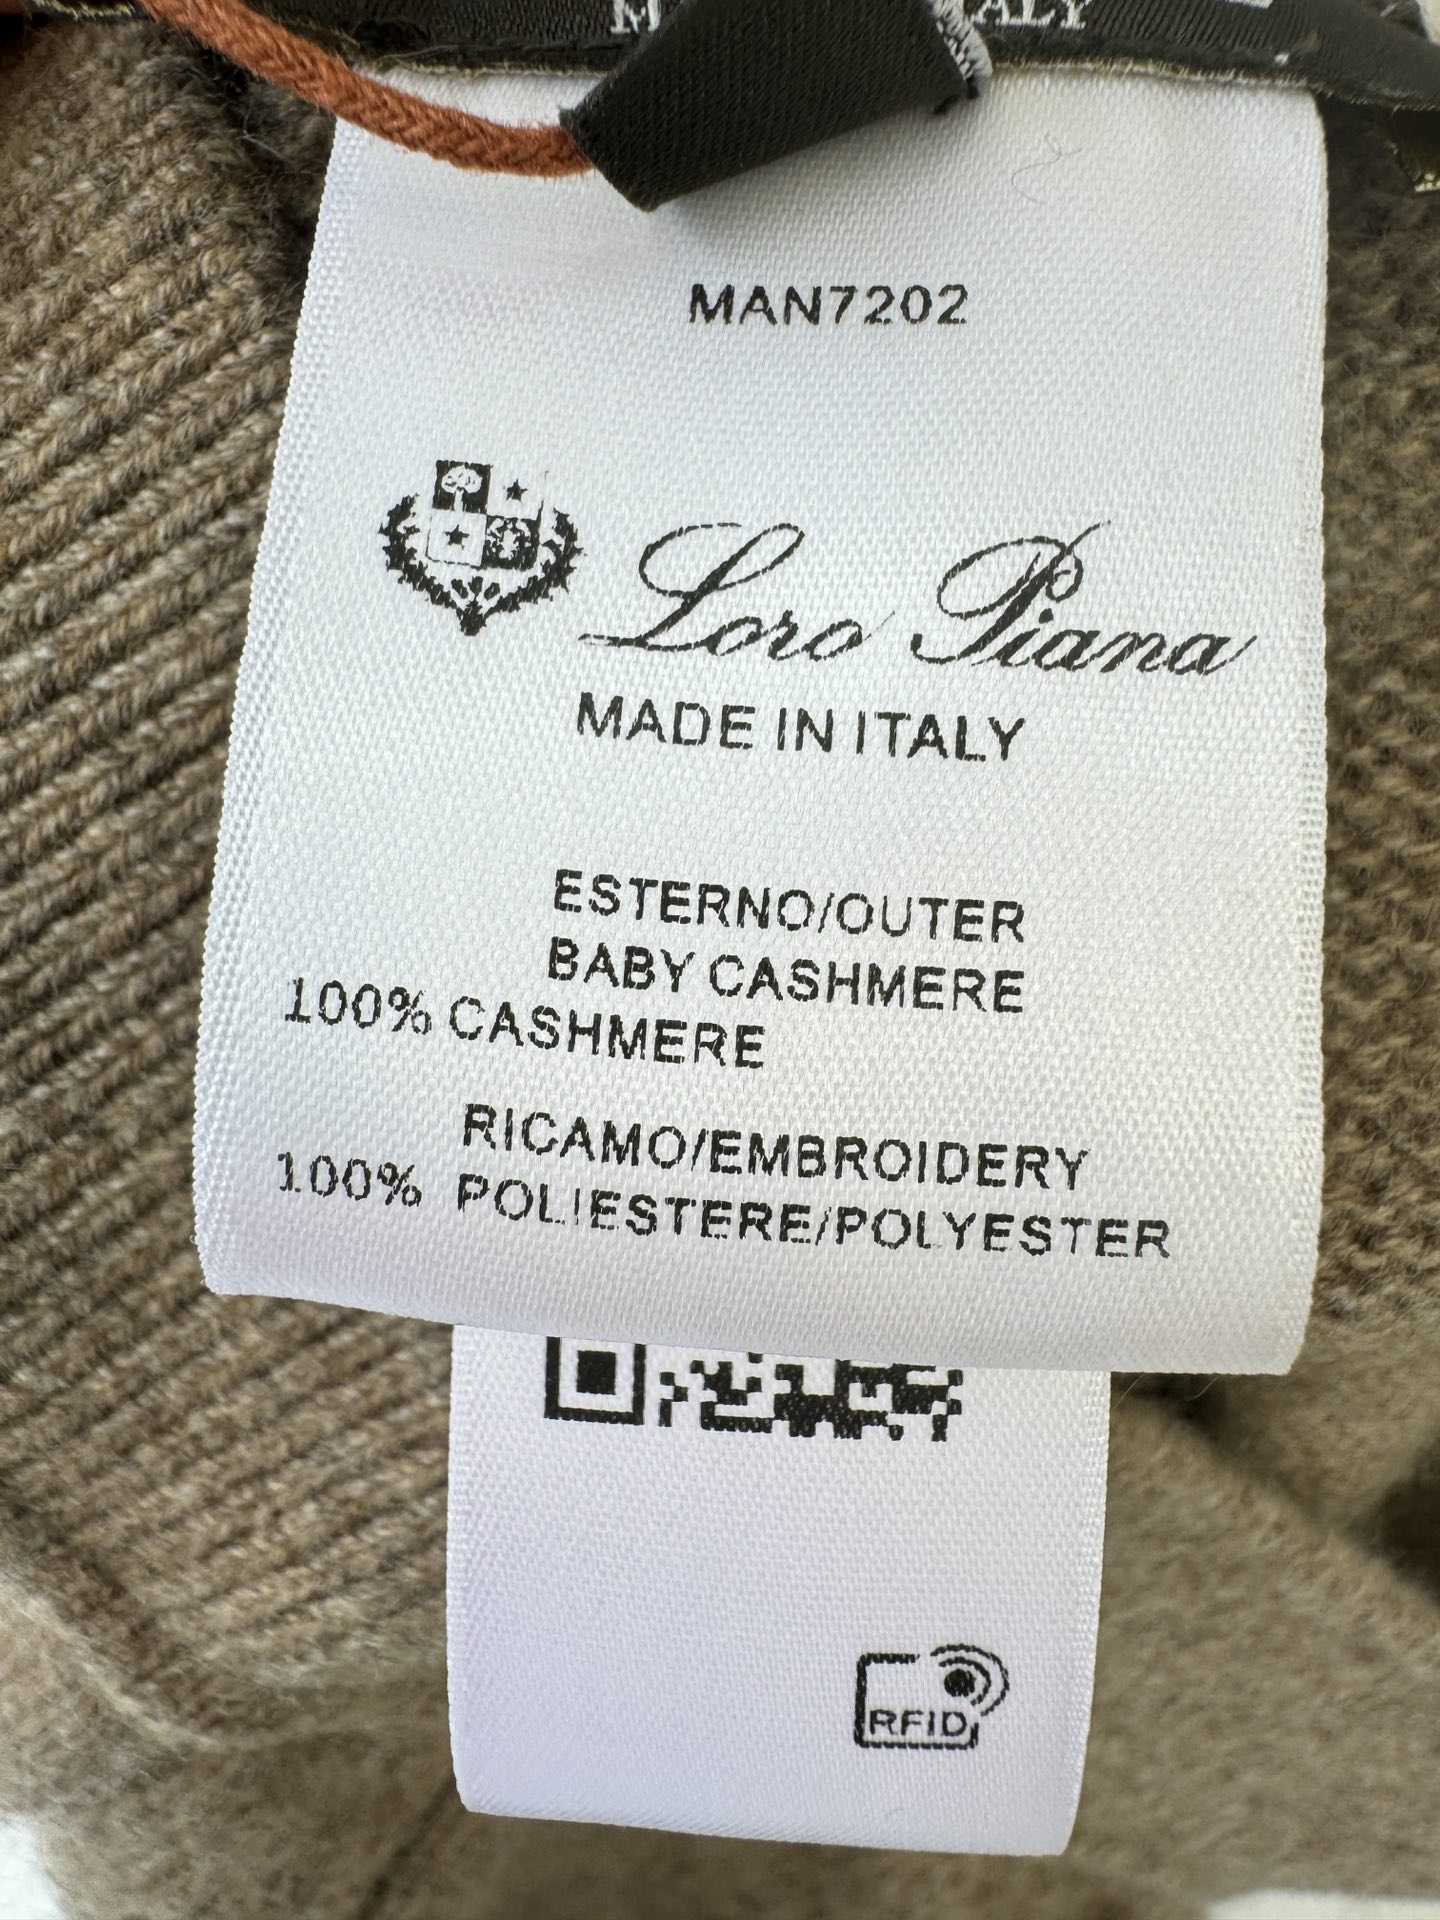 MAN7202
Loro Piana
MADE IN ITALY
ESTERNO/OUTER
BABY CASHMERE
100% CASHMERE
RICAMO/EMBROIDERY
100% POLIESTERE/POLYESTER
RFID